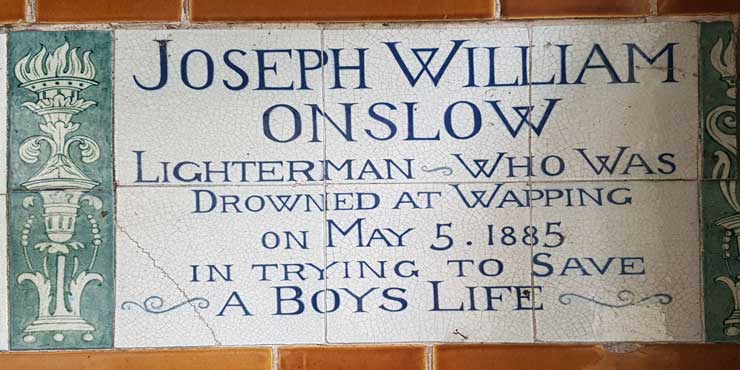 JOSEPH WILLIAM
ONSLOW
LIGHTERMAN ~ WHO WAS
DROWNED AT WAPPING
ON MAY 5. 1885
IN TRYING TO SAVE
A BOYS LIFE